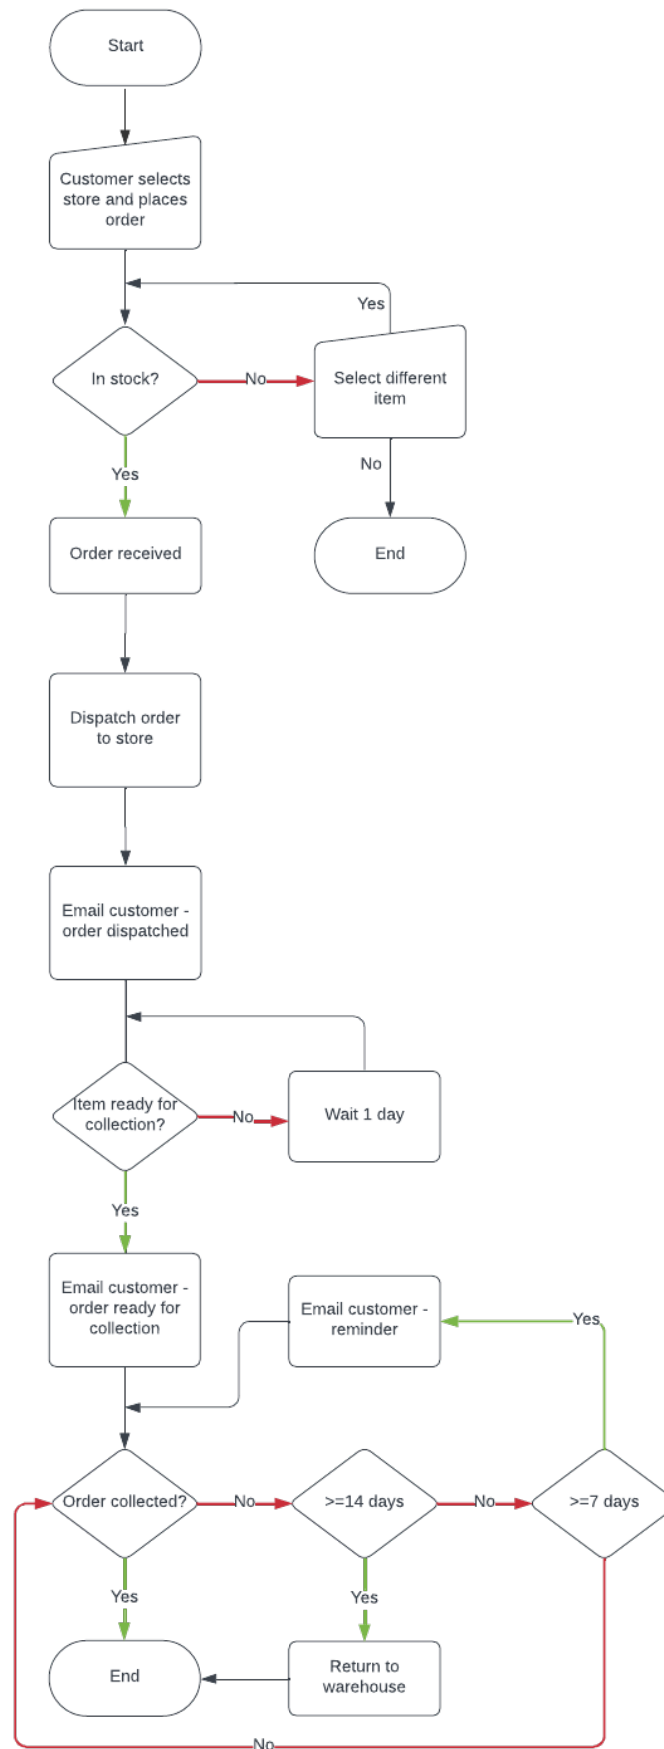 Start
Customer selects
store and places
order
Yes
In stock?
No
Select different
item
Yes
No
Order received
End
Dispatch order
to store
Email customer -
order dispatched
Item ready for
collection?
No
Wait 1 day
Yes
Email customer -
order ready for
collection
Email customer -
reminder
Yes
Order collected?
No
>=14 days
No
>=7 days
Yes
Yes
End
Return to
warehouse
No